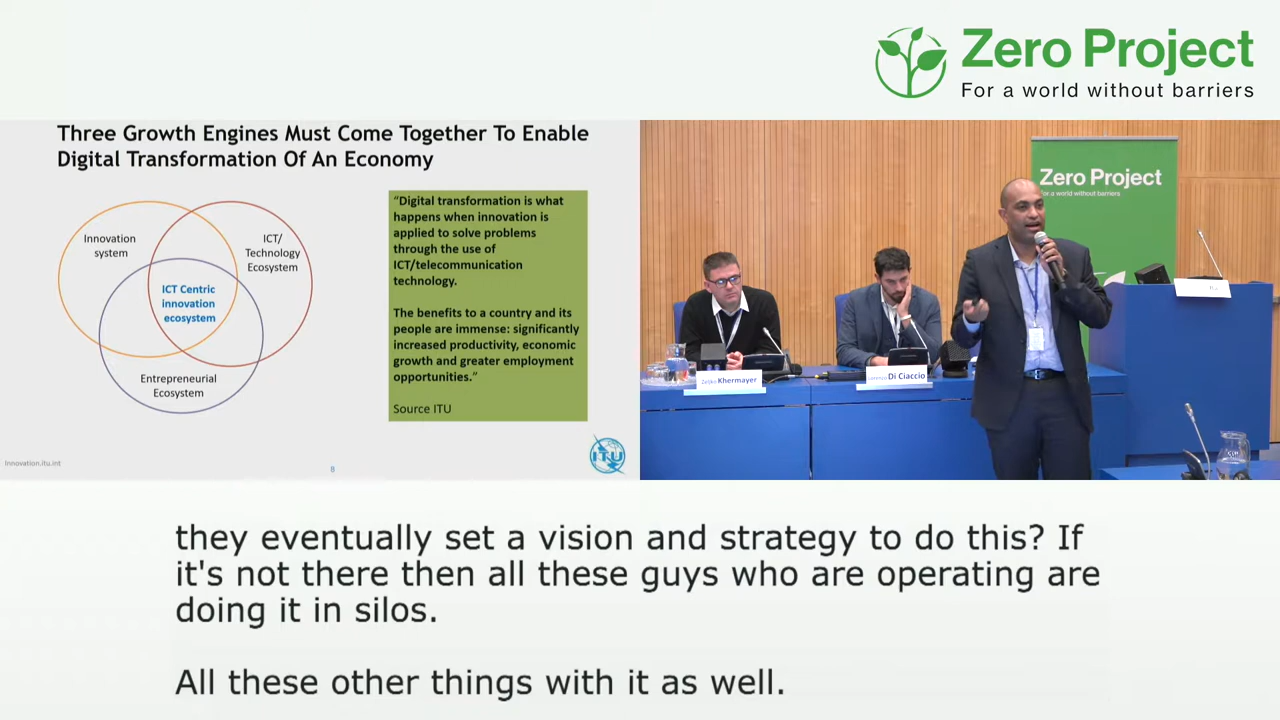 Zero Project
For a world without barriers
Three Growth Engines Must Come Together To Enable
Digital Transformation Of An Economy
Innovation
system
ICT/
Technology
Ecosystem
ICT Centric
innovation
ecosystem
Entrepreneurial
Ecosystem
“Digital transformation is what
happens when innovation is
applied to solve problems
through the use of
ICT/telecommunication
technology.
The benefits to a country and its
people are immense: significantly
increased productivity, economic
growth and greater employment
opportunities.”
Source ITU
Innovation.itu.int
8
ITU
Zero Project
For a world without barriers
Khermayer
Di Ciaccio
they eventually set a vision and strategy to do this? If
it's not there then all these guys who are operating are
doing it in silos.
All these other things with it as well.